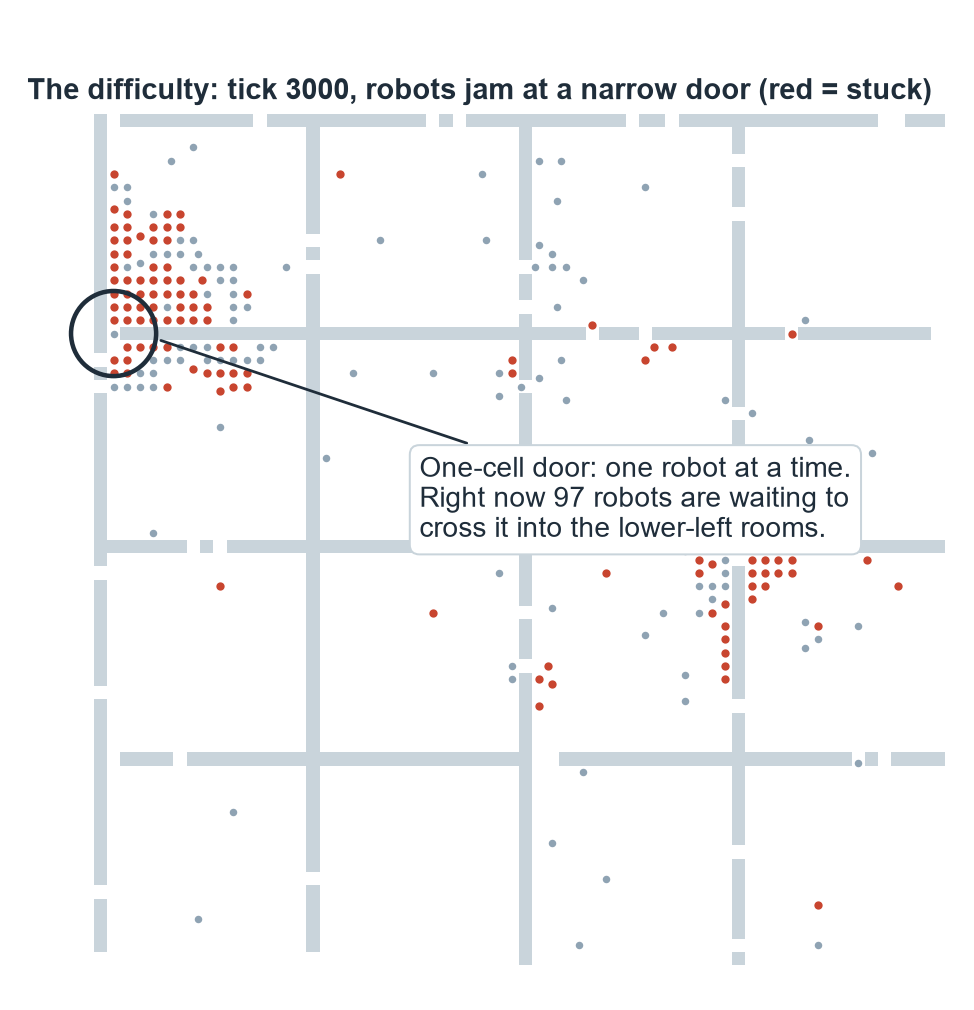 The difficulty: tick 3000, robots jam at a narrow door (red = stuck)
One-cell door: one robot at a time.
Right now 97 robots are waiting to
cross it into the lower-left rooms.